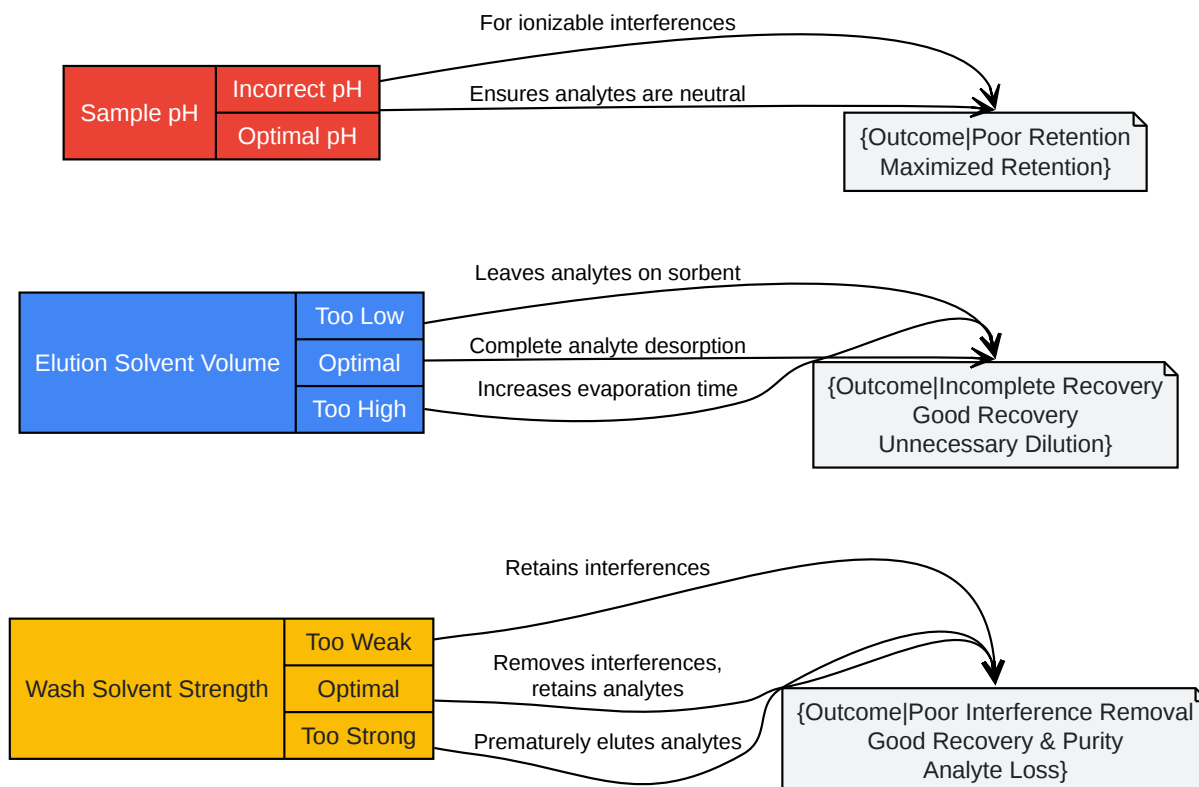 For ionizable interferences
Sample pH
Incorrect pH
Optimal pH
Ensures analytes are neutral
{Outcome|Poor Retention
Maximized Retention}
Leaves analytes on sorbent
Elution Solvent Volume
Too Low
Optimal
Too High
Complete analyte desorption
Increases evaporation time
{Outcome|Incomplete Recovery
Good Recovery
Unnecessary Dilution}
Retains interferences
Wash Solvent Strength
Too Weak
Optimal
Too Strong
Removes interferences,
retains analytes
Prematurely elutes analytes
{Outcome|Poor Interference Removal
Good Recovery & Purity
Analyte Loss}